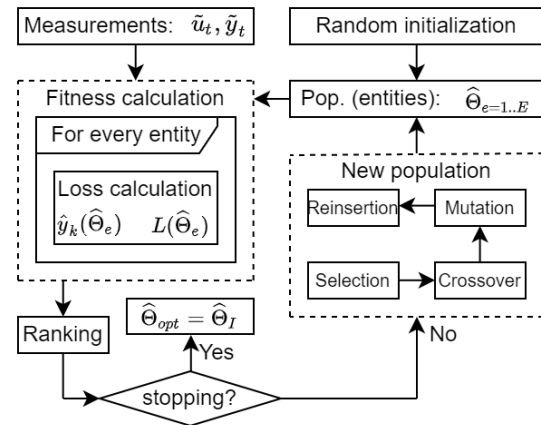 Measurements: ũ_t, ỹ_t
Random initialization
Fitness calculation
Pop. (entities): Θ̂_{e=1..E}
For every entity
New population
Loss calculation
ŷ_k(Θ̂_e) L(Θ̂_e)
Reinsertion
Mutation
Selection
Crossover
Ranking
Θ̂_{opt} = Θ̂_I
Yes
No
stopping?